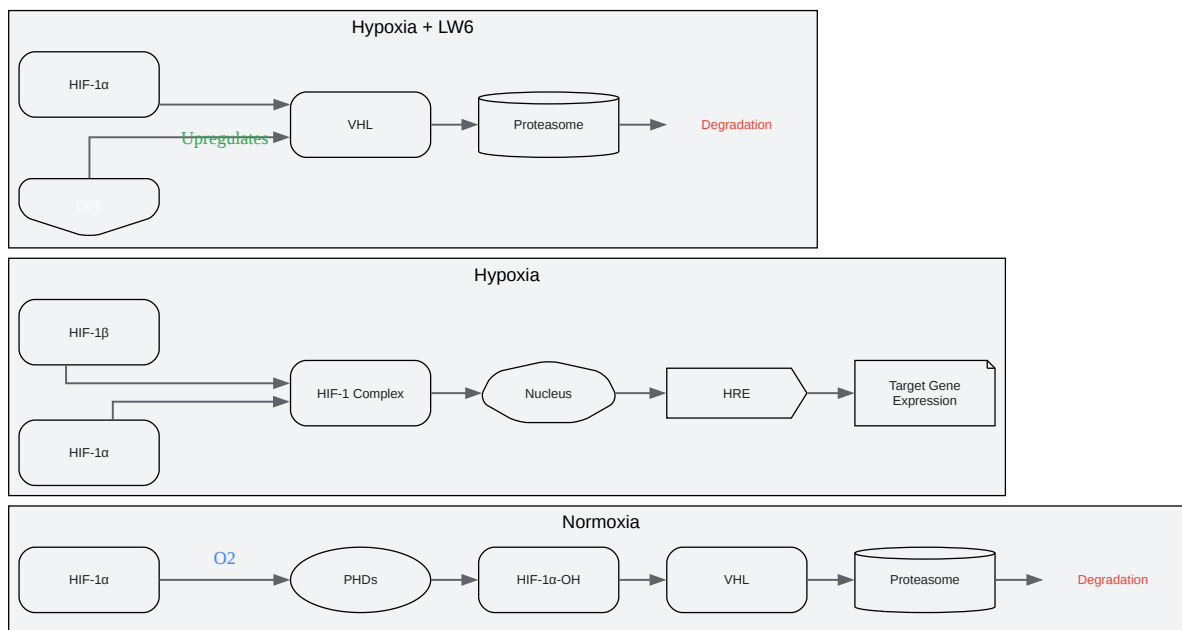 Hypoxia + LW6
HIF-1α
VHL
Proteasome
Degradation
Upregulates
LW6
Hypoxia
HIF-1β
HIF-1 Complex
Nucleus
HRE
Target Gene
Expression
HIF-1α
Normoxia
HIF-1α
O2
PHDs
HIF-1α-OH
VHL
Proteasome
Degradation